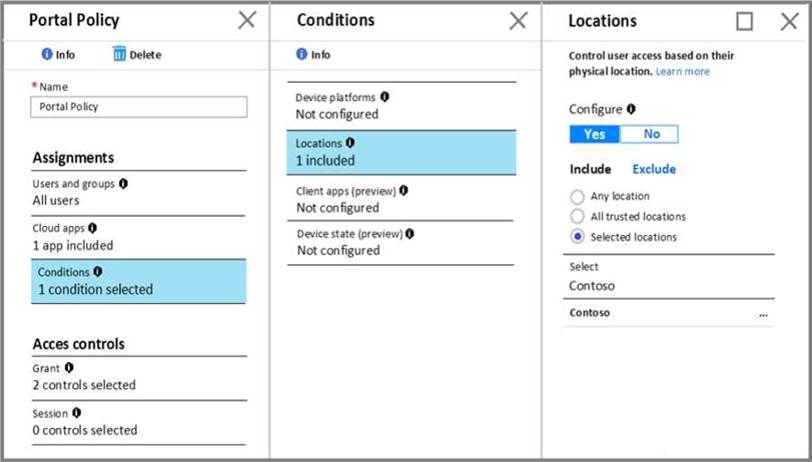 Portal Policy
Info
Delete
* Name
Portal Policy
Assignments
Users and groups
All users
Cloud apps
1 app included
Conditions
1 condition selected
Acces controls
Grant
2 controls selected
Session
0 controls selected
Conditions
Info
Device platforms
Not configured
Locations
1 included
Client apps (preview)
Not configured
Device state (preview)
Not configured
Locations
Control user access based on their
physical location. Learn more
Configure
Yes No
Include Exclude
Any location
All trusted locations
Selected locations
Select
Contoso
Contoso ...